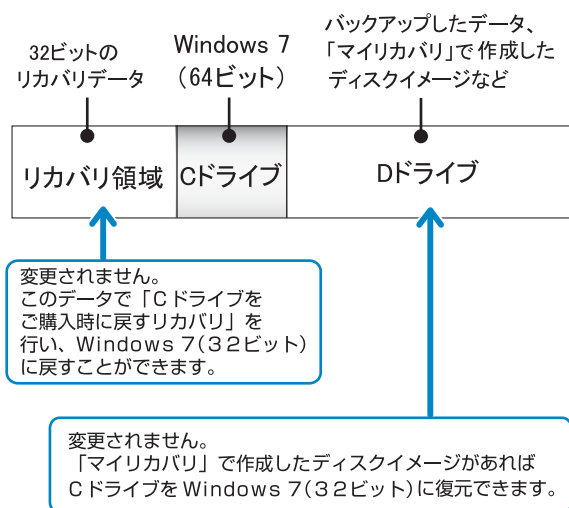 32ビットの
リカバリデータ
Windows 7
(64ビット)
バックアップしたデータ、
「マイリカバリ」で作成した
ディスクイメージなど
リカバリ領域
Cドライブ
Dドライブ
変更されません。
このデータで「Cドライブを
ご購入時に戻すリカバリ」を
行い、Windows 7(32ビット)
に戻すことができます。
変更されません。
「マイリカバリ」で作成したディスクイメージがあれば
CドライブをWindows 7(32ビット)に復元できます。